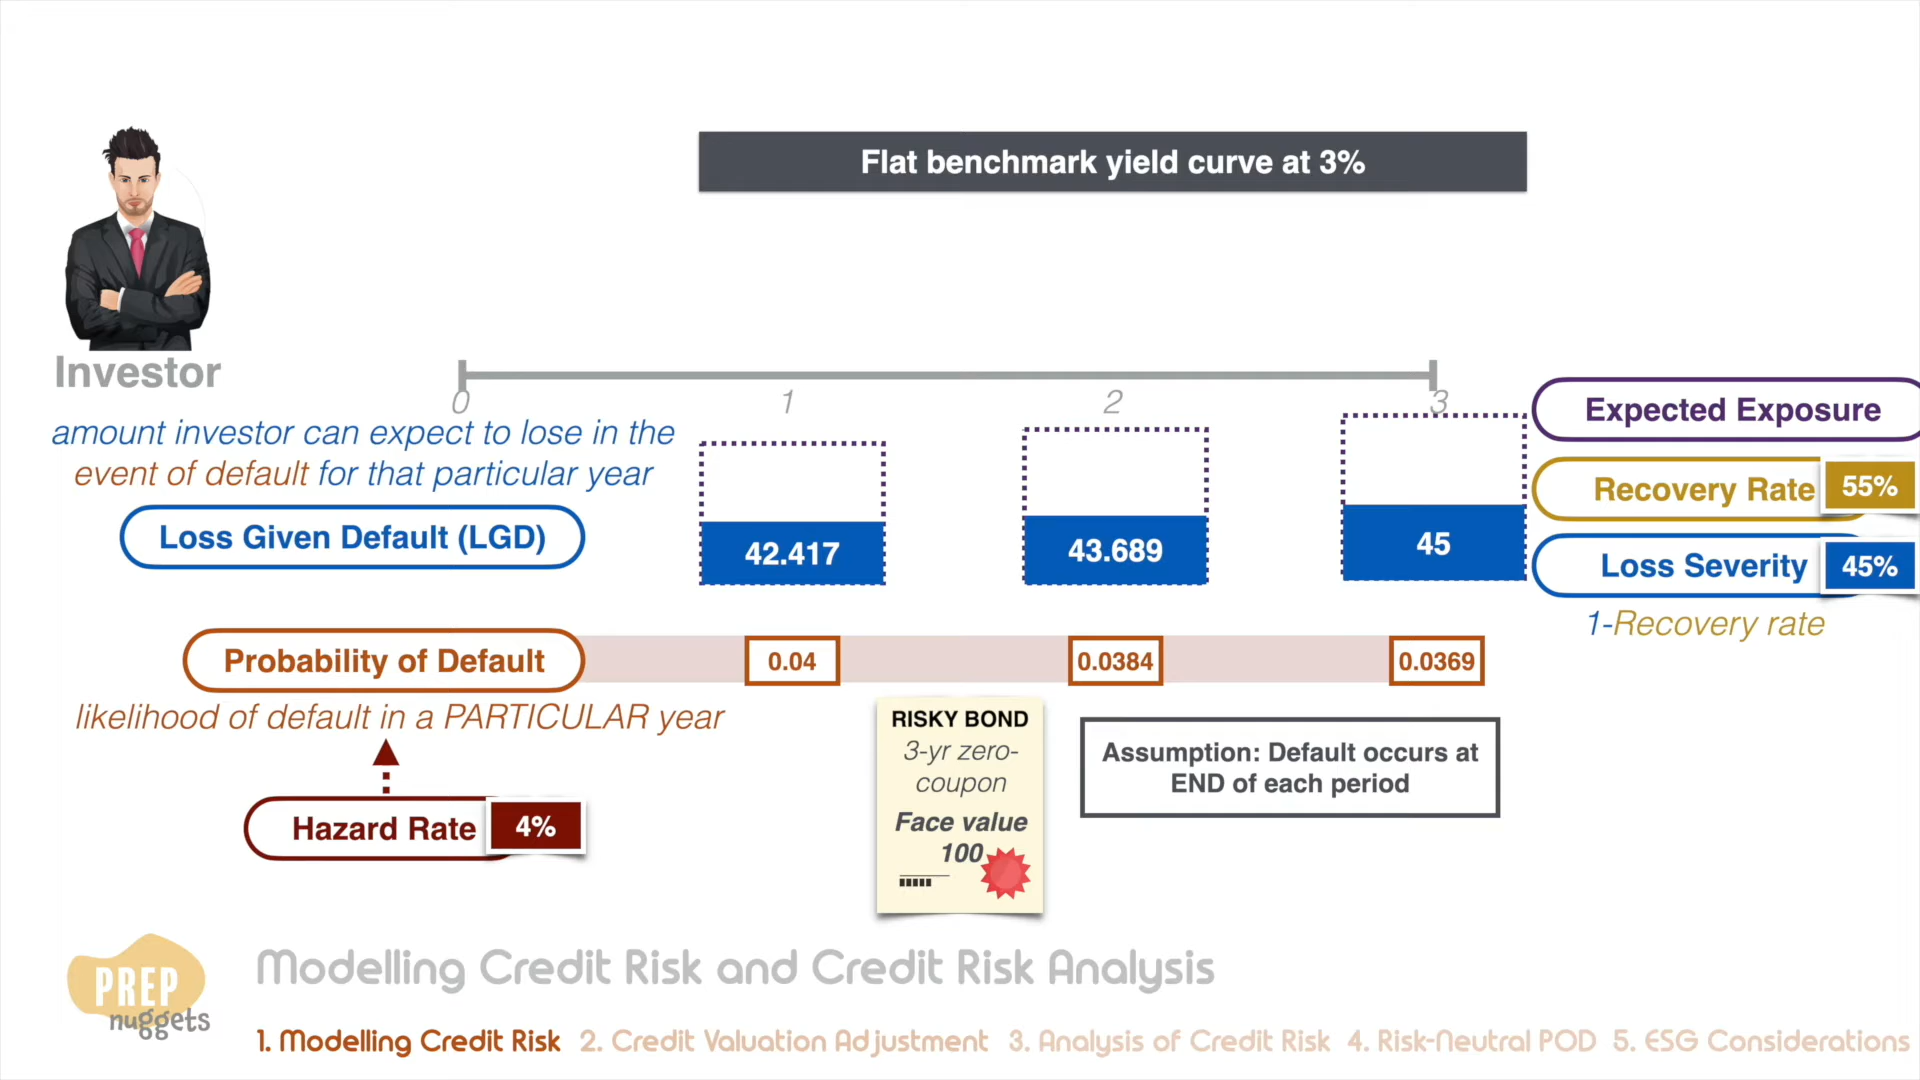 Flat benchmark yield curve at 3%
Investor
0
1
2
3
amount investor can expect to lose in the
event of default for that particular year
Loss Given Default (LGD)
42.417
43.689
45
Expected Exposure
Recovery Rate
55%
Loss Severity
45%
1-Recovery rate
Probability of Default
0.04
0.0384
0.0369
likelihood of default in a PARTICULAR year
Hazard Rate
4%
RISKY BOND
3-yr zero-
coupon
Face value
100
Assumption: Default occurs at
END of each period
PREP
nuggets
Modelling Credit Risk and Credit Risk Analysis
1. Modelling Credit Risk 2. Credit Valuation Adjustment 3. Analysis of Credit Risk 4. Risk-Neutral POD 5. ESG Considerations